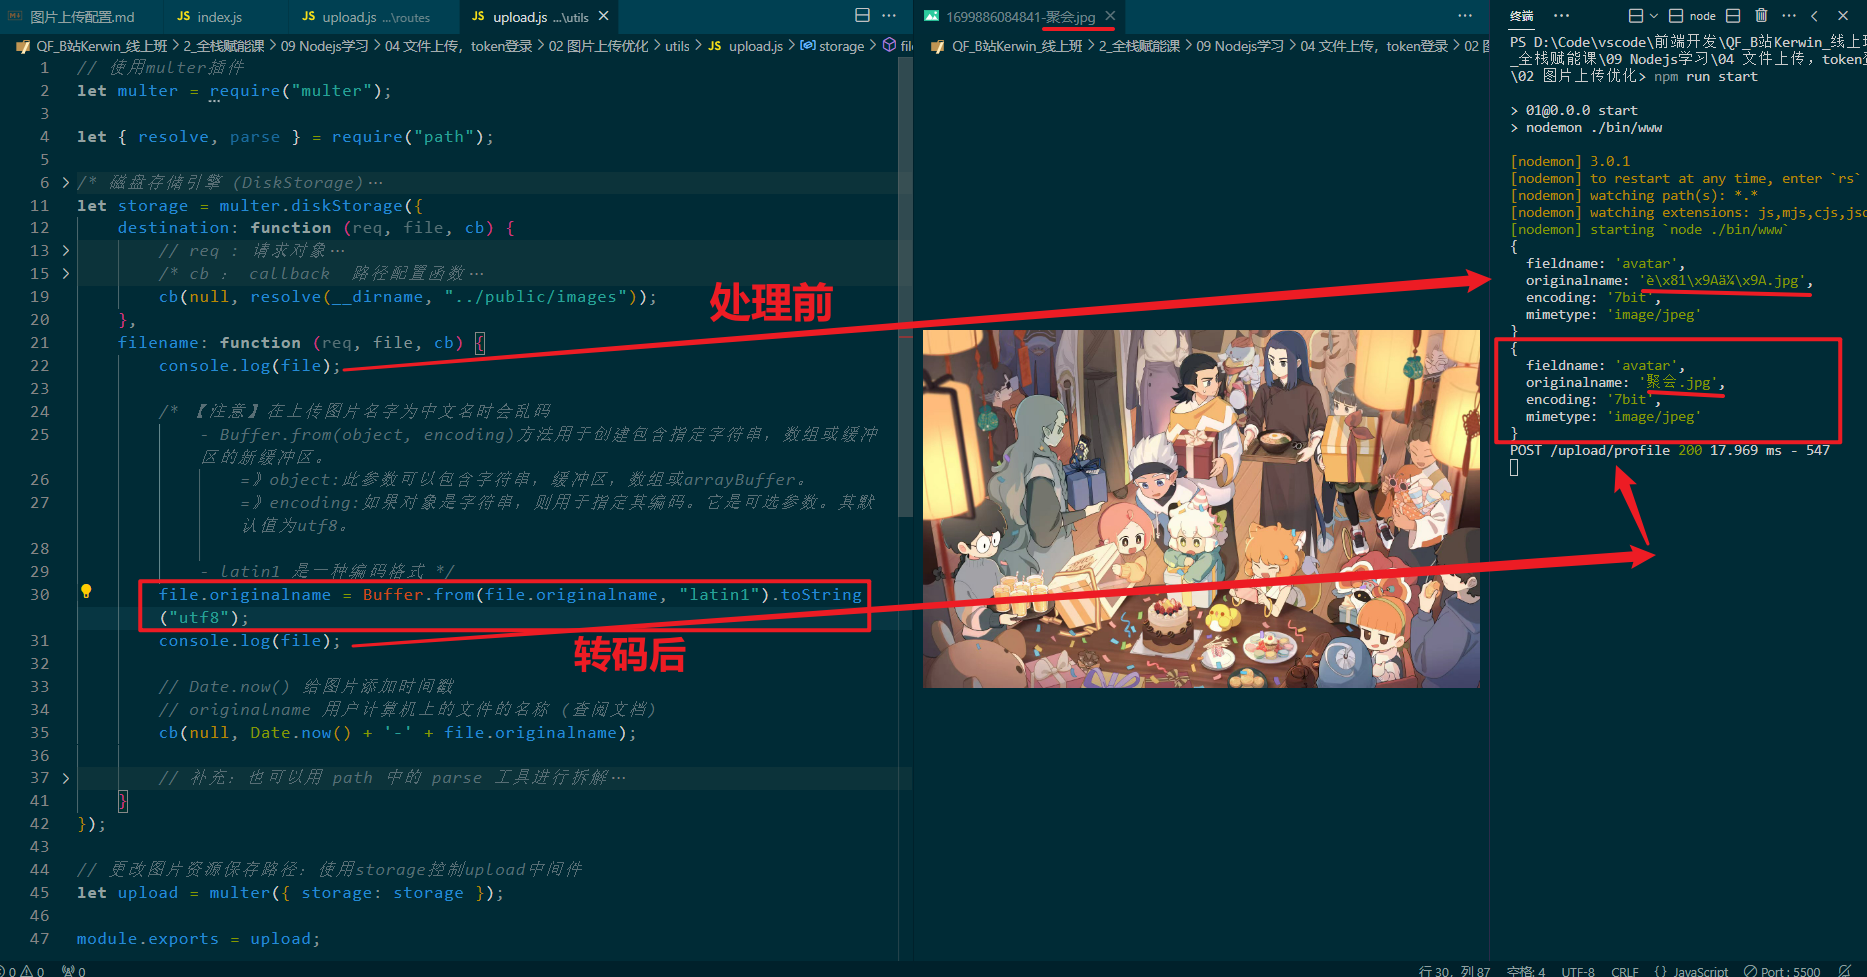 图片上传配置.md
JS index.js
JS upload.js ...\routes
JS upload.js ...\utils
QF_B站Kerwin_线上班 > 2_全栈赋能课 > 09 Nodejs学习 > 04 文件上传，token登录 > 02 图片上传优化 > utils > JS upload.js > storage >
1 // 使用multer插件
2 let multer = require("multer");
3
4 let { resolve, parse } = require("path");
5
6 /* 磁盘存储引擎 (DiskStorage)…
11 let storage = multer.diskStorage({
12 destination: function (req, file, cb) {
13 // req : 请求对象…
15 /* cb : callback 路径配置函数…
19 cb(null, resolve(__dirname, "../public/images"));
20 },
21 filename: function (req, file, cb) {
22 console.log(file);
23
24 /* 【注意】在上传图片名字为中文名时会乱码
25 - Buffer.from(object, encoding)方法用于创建包含指定字符串，数组或缓冲
区的新缓冲区。
26 =》object:此参数可以包含字符串，缓冲区，数组或arrayBuffer。
27 =》encoding:如果对象是字符串，则用于指定其编码。它是可选参数。其默
认值为utf8。
28
29 - latin1 是一种编码格式 */
30 file.originalname = Buffer.from(file.originalname, "latin1").toString
("utf8");
31 console.log(file);
32
33 // Date.now() 给图片添加时间戳
34 // originalname 用户计算机上的文件的名称 (查阅文档)
35 cb(null, Date.now() + '-' + file.originalname);
36
37 // 补充：也可以用 path 中的 parse 工具进行拆解…
41 }
42 });
43
44 // 更改图片资源保存路径：使用storage控制upload中间件
45 let upload = multer({ storage: storage });
46
47 module.exports = upload;
处理前
转码后
1699886084841-聚会.jpg
QF_B站Kerwin_线上班 > 2_全栈赋能课 > 09 Nodejs学习 > 04 文件上传，token登录 > 02
终端
node
PS D:\Code\vscode\前端开发\QF_B站Kerwin_线上班
_全栈赋能课\09 Nodejs学习\04 文件上传，token
\02 图片上传优化> npm run start
> 01@0.0.0 start
> nodemon ./bin/www
[nodemon] 3.0.1
[nodemon] to restart at any time, enter `rs`
[nodemon] watching path(s): *.*
[nodemon] watching extensions: js,mjs,cjs,jso
[nodemon] starting `node ./bin/www`
{
fieldname: 'avatar',
originalname: 'è\x81\x9Aä¼\x9A.jpg',
encoding: '7bit',
mimetype: 'image/jpeg'
}
{
fieldname: 'avatar',
originalname: '聚会.jpg',
encoding: '7bit',
mimetype: 'image/jpeg'
}
POST /upload/profile 200 17.969 ms - 547
0 0 0
行 30，列 87 空格: 4 UTF-8 CRLF {} JavaScript Port : 5500